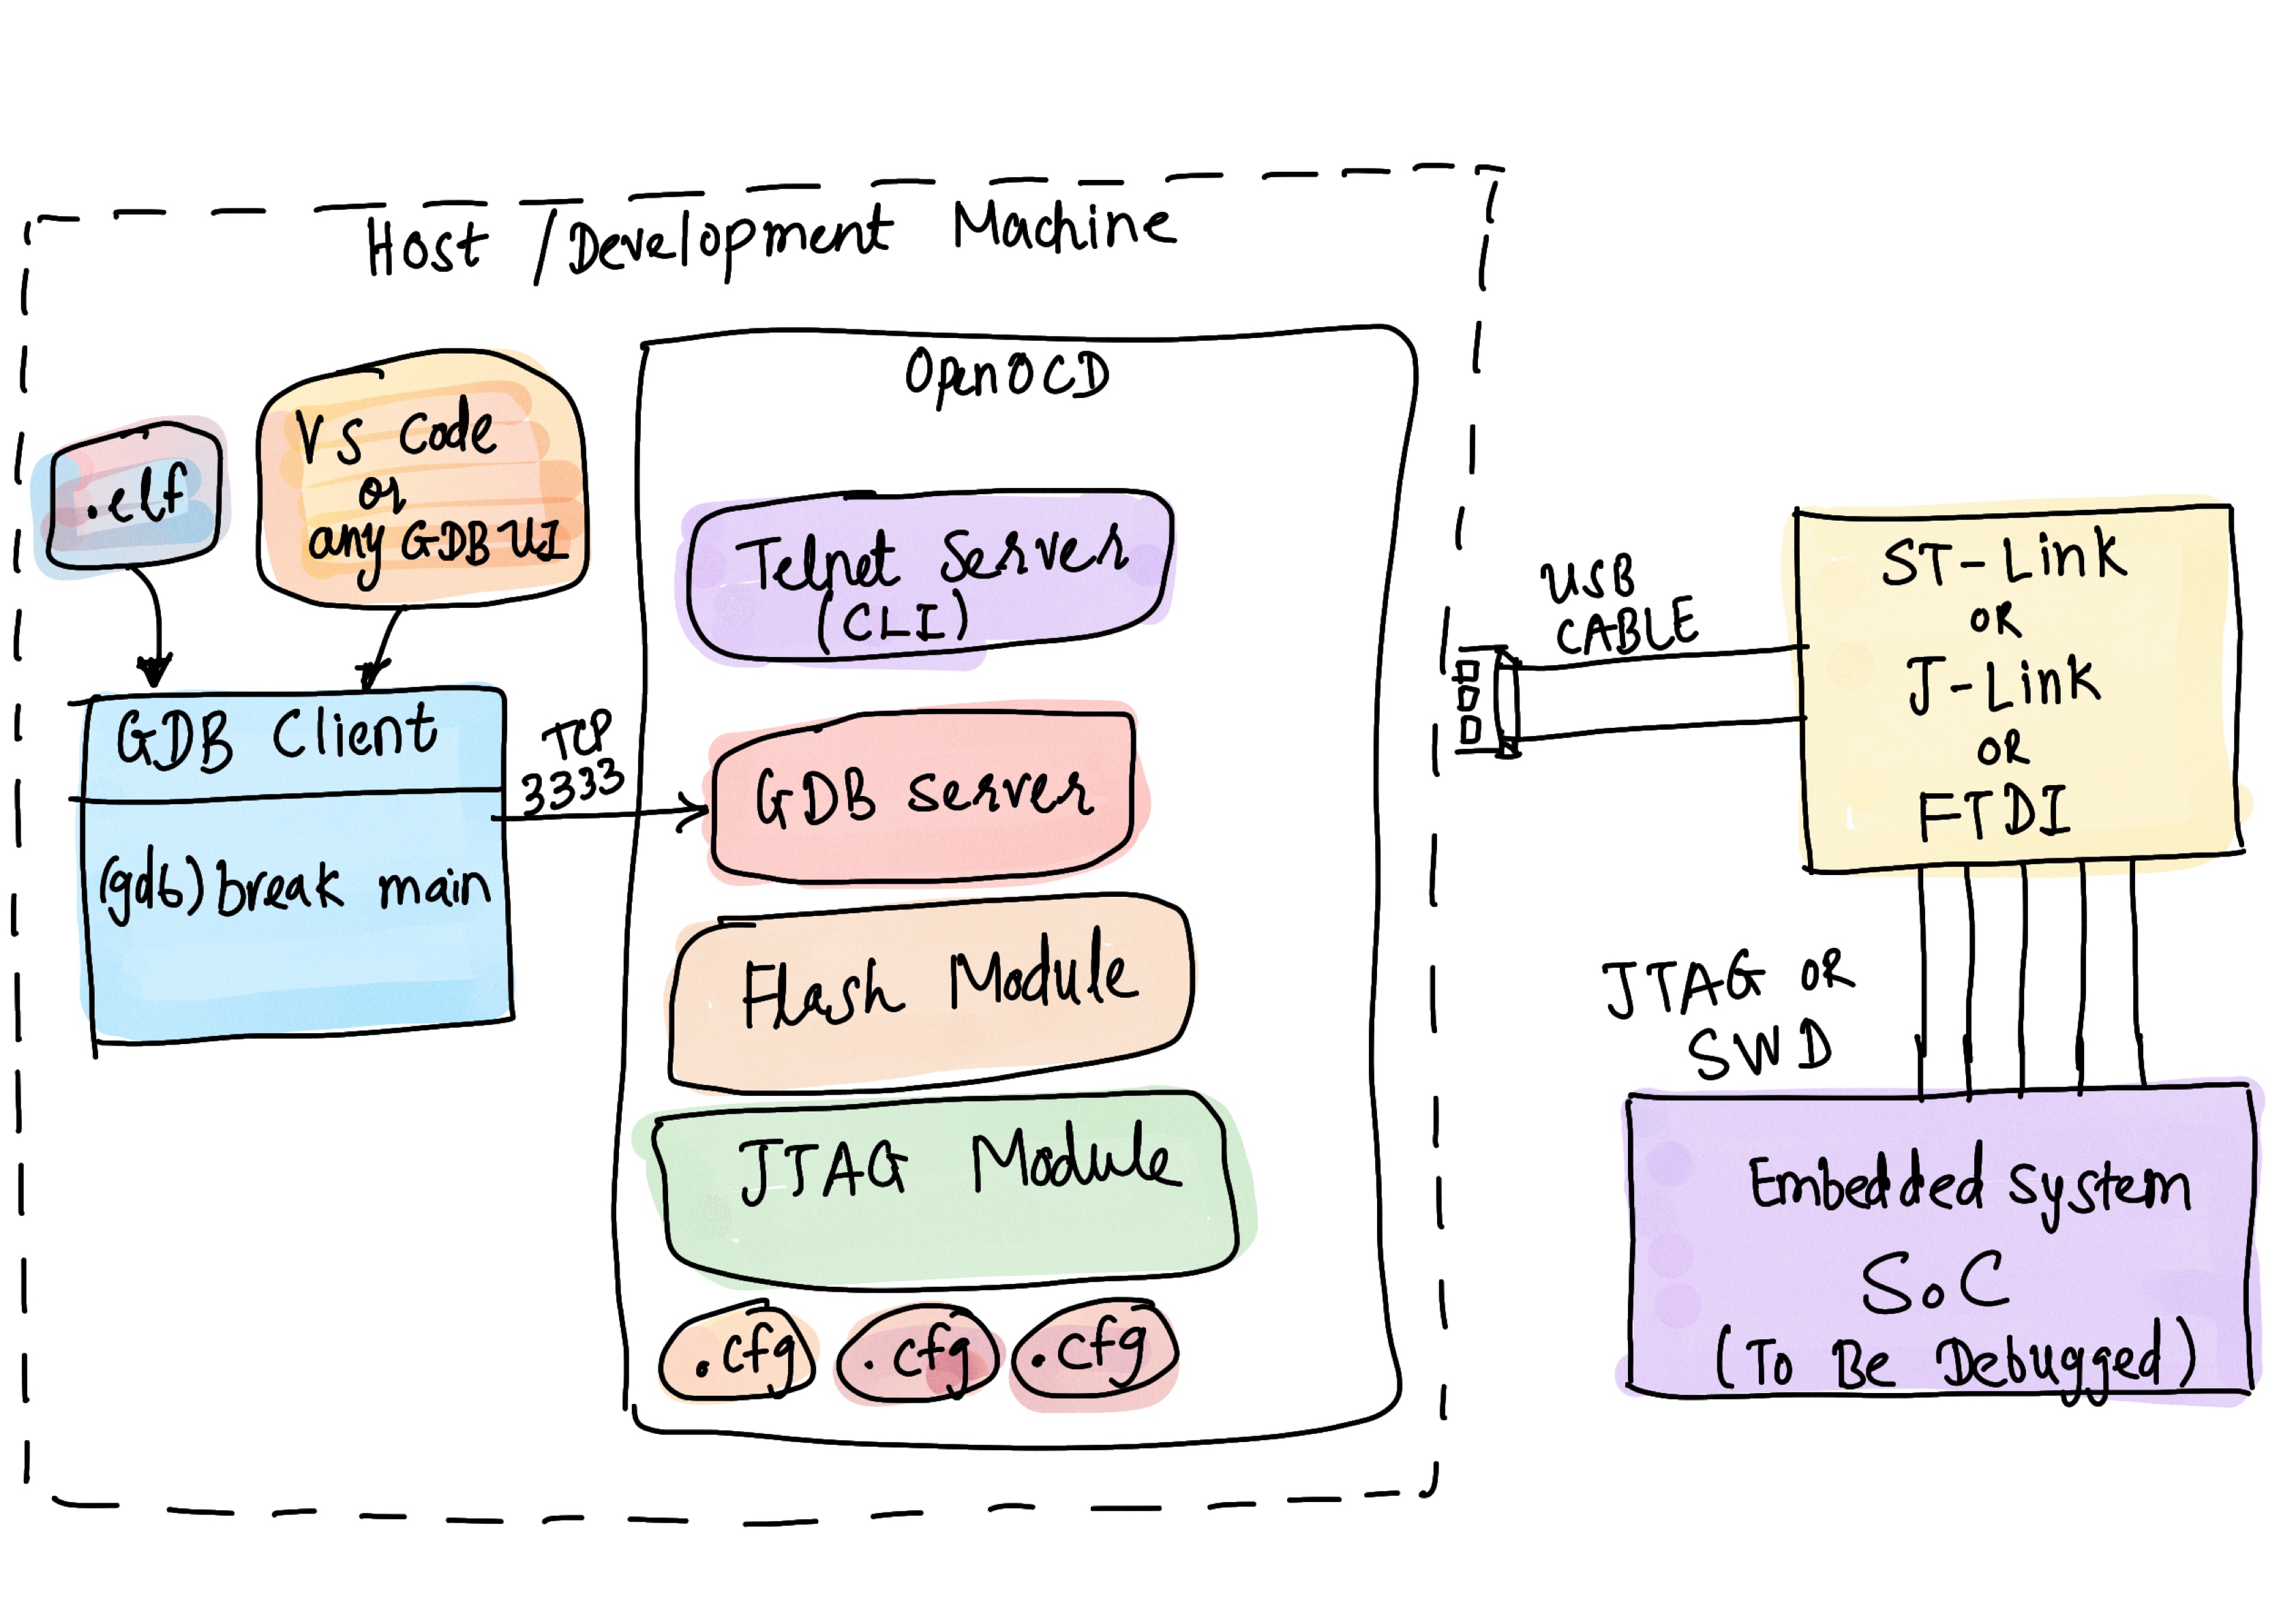 Host / Development Machine
.elf
VS Code
or
any GDB UI
GDB Client
(gdb) break main
TCP
3333
OpenOCD
Telnet Server
(CLI)
GDB Server
Flash Module
JTAG Module
.cfg
.cfg
.cfg
USB
CABLE
ST-Link
OR
J-Link
OR
FTDI
JTAG OR
SWD
Embedded System
SoC
(To Be Debugged)